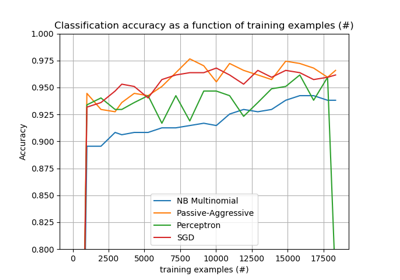 Classification accuracy as a function of training examples (#)
1.000
0.975
0.950
0.925
0.900
0.875
0.850
0.825
0.800
Accuracy
NB Multinomial
Passive-Aggressive
Perceptron
SGD
0 2500 5000 7500 10000 12500 15000 17500
training examples (#)